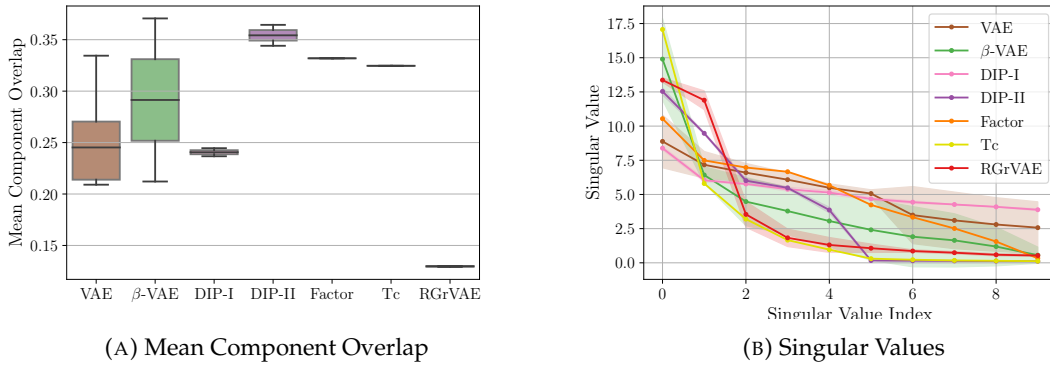 Mean Component Overlap
0.35
0.30
0.25
0.20
0.15
VAE β-VAE DIP-I DIP-II Factor Tc RGrVAE
(A) Mean Component Overlap
Singular Value
17.5
15.0
12.5
10.0
7.5
5.0
2.5
0.0
0 2 4 6 8
Singular Value Index
VAE
β-VAE
DIP-I
DIP-II
Factor
Tc
RGrVAE
(B) Singular Values